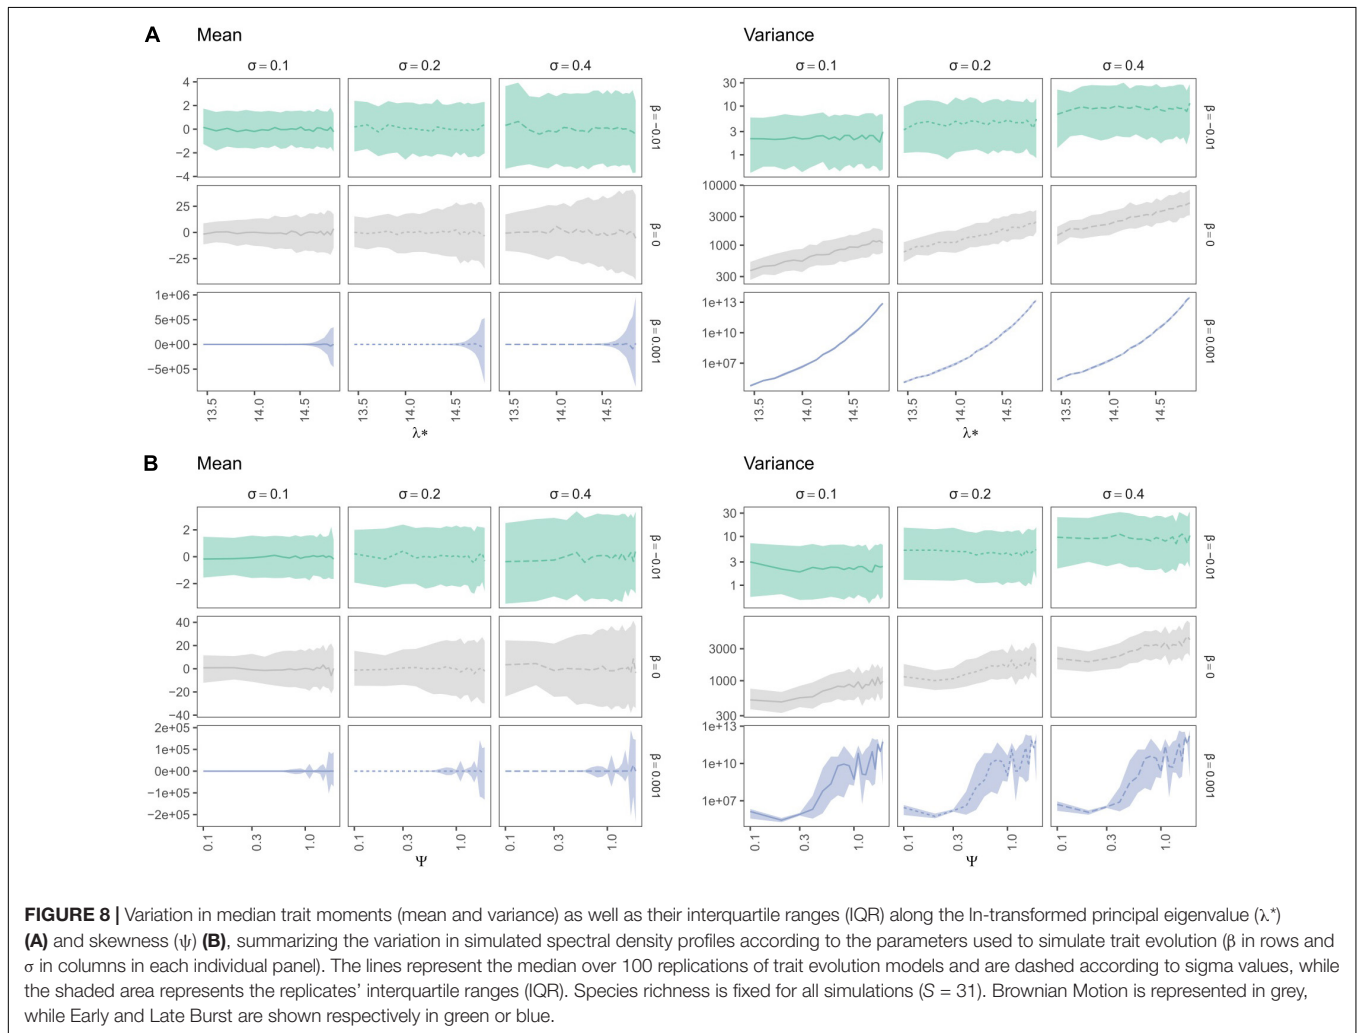 A Mean Variance
σ = 0.1 σ = 0.2 σ = 0.4 σ = 0.1 σ = 0.2 σ = 0.4
4
2
0
−2
−4
30
10
3
1
β = −0.01
β = −0.01
25
0
−25
10000
3000
1000
300
β = 0
β = 0
1e+06
5e+05
0e+00
−5e+05
1e+13
1e+10
1e+07
β = 0.001
β = 0.001
13.5 14.0 14.5 13.5 14.0 14.5 13.5 14.0 14.5 13.5 14.0 14.5 13.5 14.0 14.5 13.5 14.0 14.5
λ* λ*
B Mean Variance
σ = 0.1 σ = 0.2 σ = 0.4 σ = 0.1 σ = 0.2 σ = 0.4
2
0
−2
30
10
3
1
β = −0.01
β = −0.01
40
20
0
−20
−40
3000
1000
300
β = 0
β = 0
2e+05
1e+05
0e+00
−1e+05
−2e+05
1e+13
1e+10
1e+07
β = 0.001
β = 0.001
0.1 0.3 1.0 0.1 0.3 1.0 0.1 0.3 1.0 0.1 0.3 1.0 0.1 0.3 1.0 0.1 0.3 1.0
Ψ Ψ
FIGURE 8 | Variation in median trait moments (mean and variance) as well as their interquartile ranges (IQR) along the ln-transformed principal eigenvalue (λ*)
(A) and skewness (ψ) (B), summarizing the variation in simulated spectral density profiles according to the parameters used to simulate trait evolution (β in rows and
σ in columns in each individual panel). The lines represent the median over 100 replications of trait evolution models and are dashed according to sigma values, while
the shaded area represents the replicates' interquartile ranges (IQR). Species richness is fixed for all simulations (S = 31). Brownian Motion is represented in grey,
while Early and Late Burst are shown respectively in green or blue.